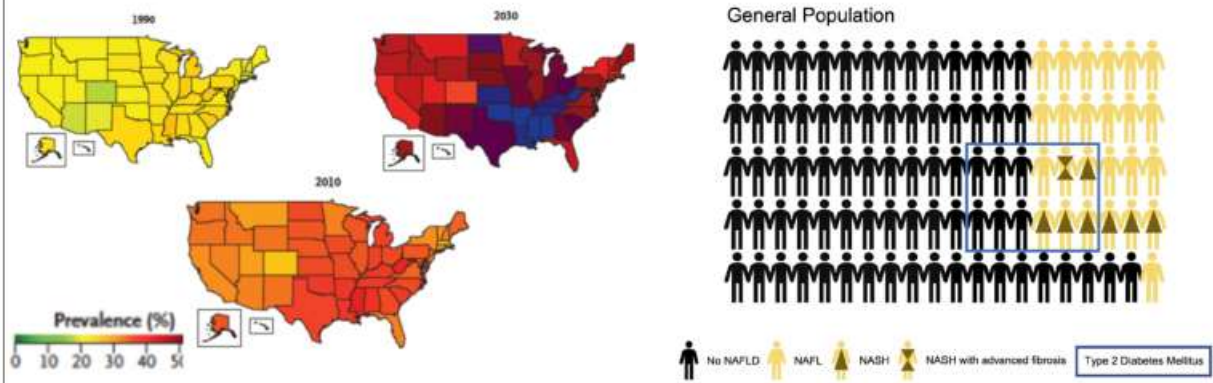 1990
2030
2010
Prevalence (%)
0 10 20 30 40 50
General Population
No NAFLD
NAFL
NASH
NASH with advanced fibrosis
Type 2 Diabetes Mellitus